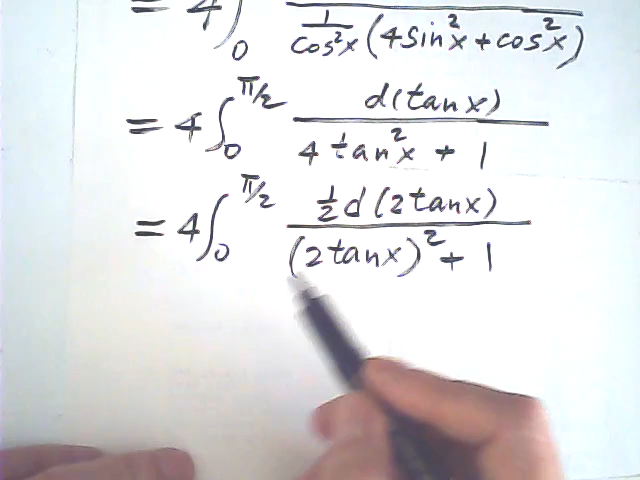 = 4 ∫₀ 1/cos²x (4sin²x + cos²x)
= 4 ∫₀^(π/2) d(tanx) / (4tan²x + 1)
= 4 ∫₀^(π/2) ½d(2tanx) / ((2tanx)² + 1)